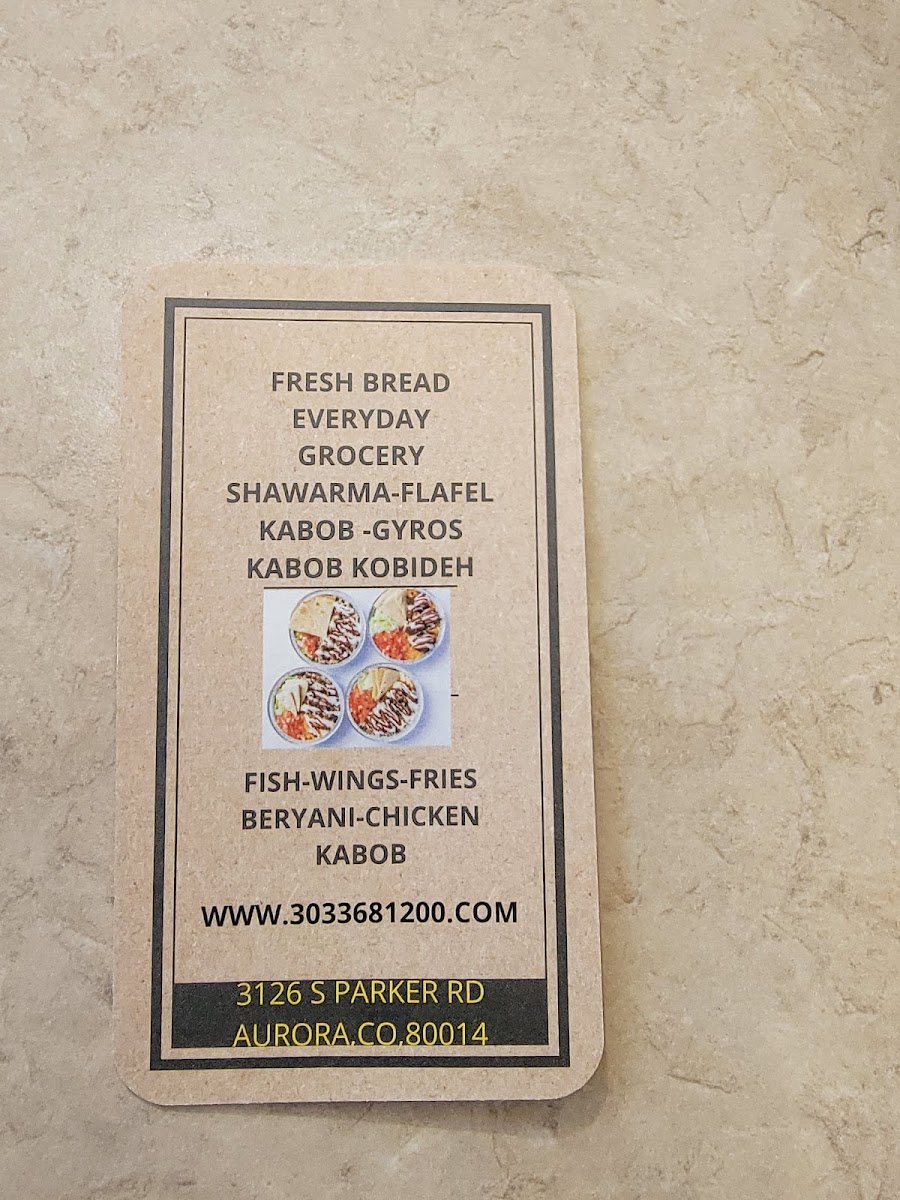 FRESH BREAD
EVERYDAY
GROCERY
SHAWARMA-FLAFEL
KABOB -GYROS
KABOB KOBIDEH
FISH-WINGS-FRIES
BERYANI-CHICKEN
KABOB
WWW.3033681200.COM
3126 S PARKER RD
AURORA,CO,80014